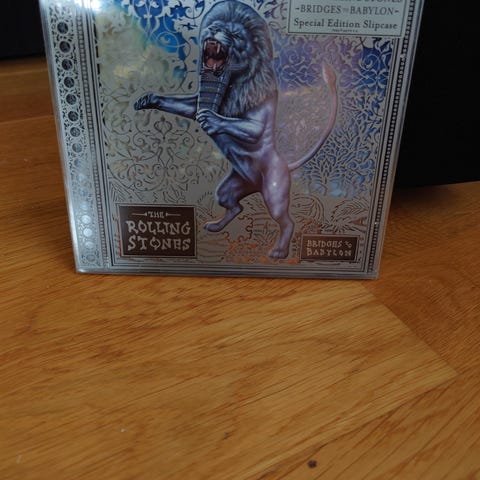 -BRIDGES TO BABYLON-
Special Edition Slipcase
THE
ROLLING
STONES
BRIDGES TO
BABYLON